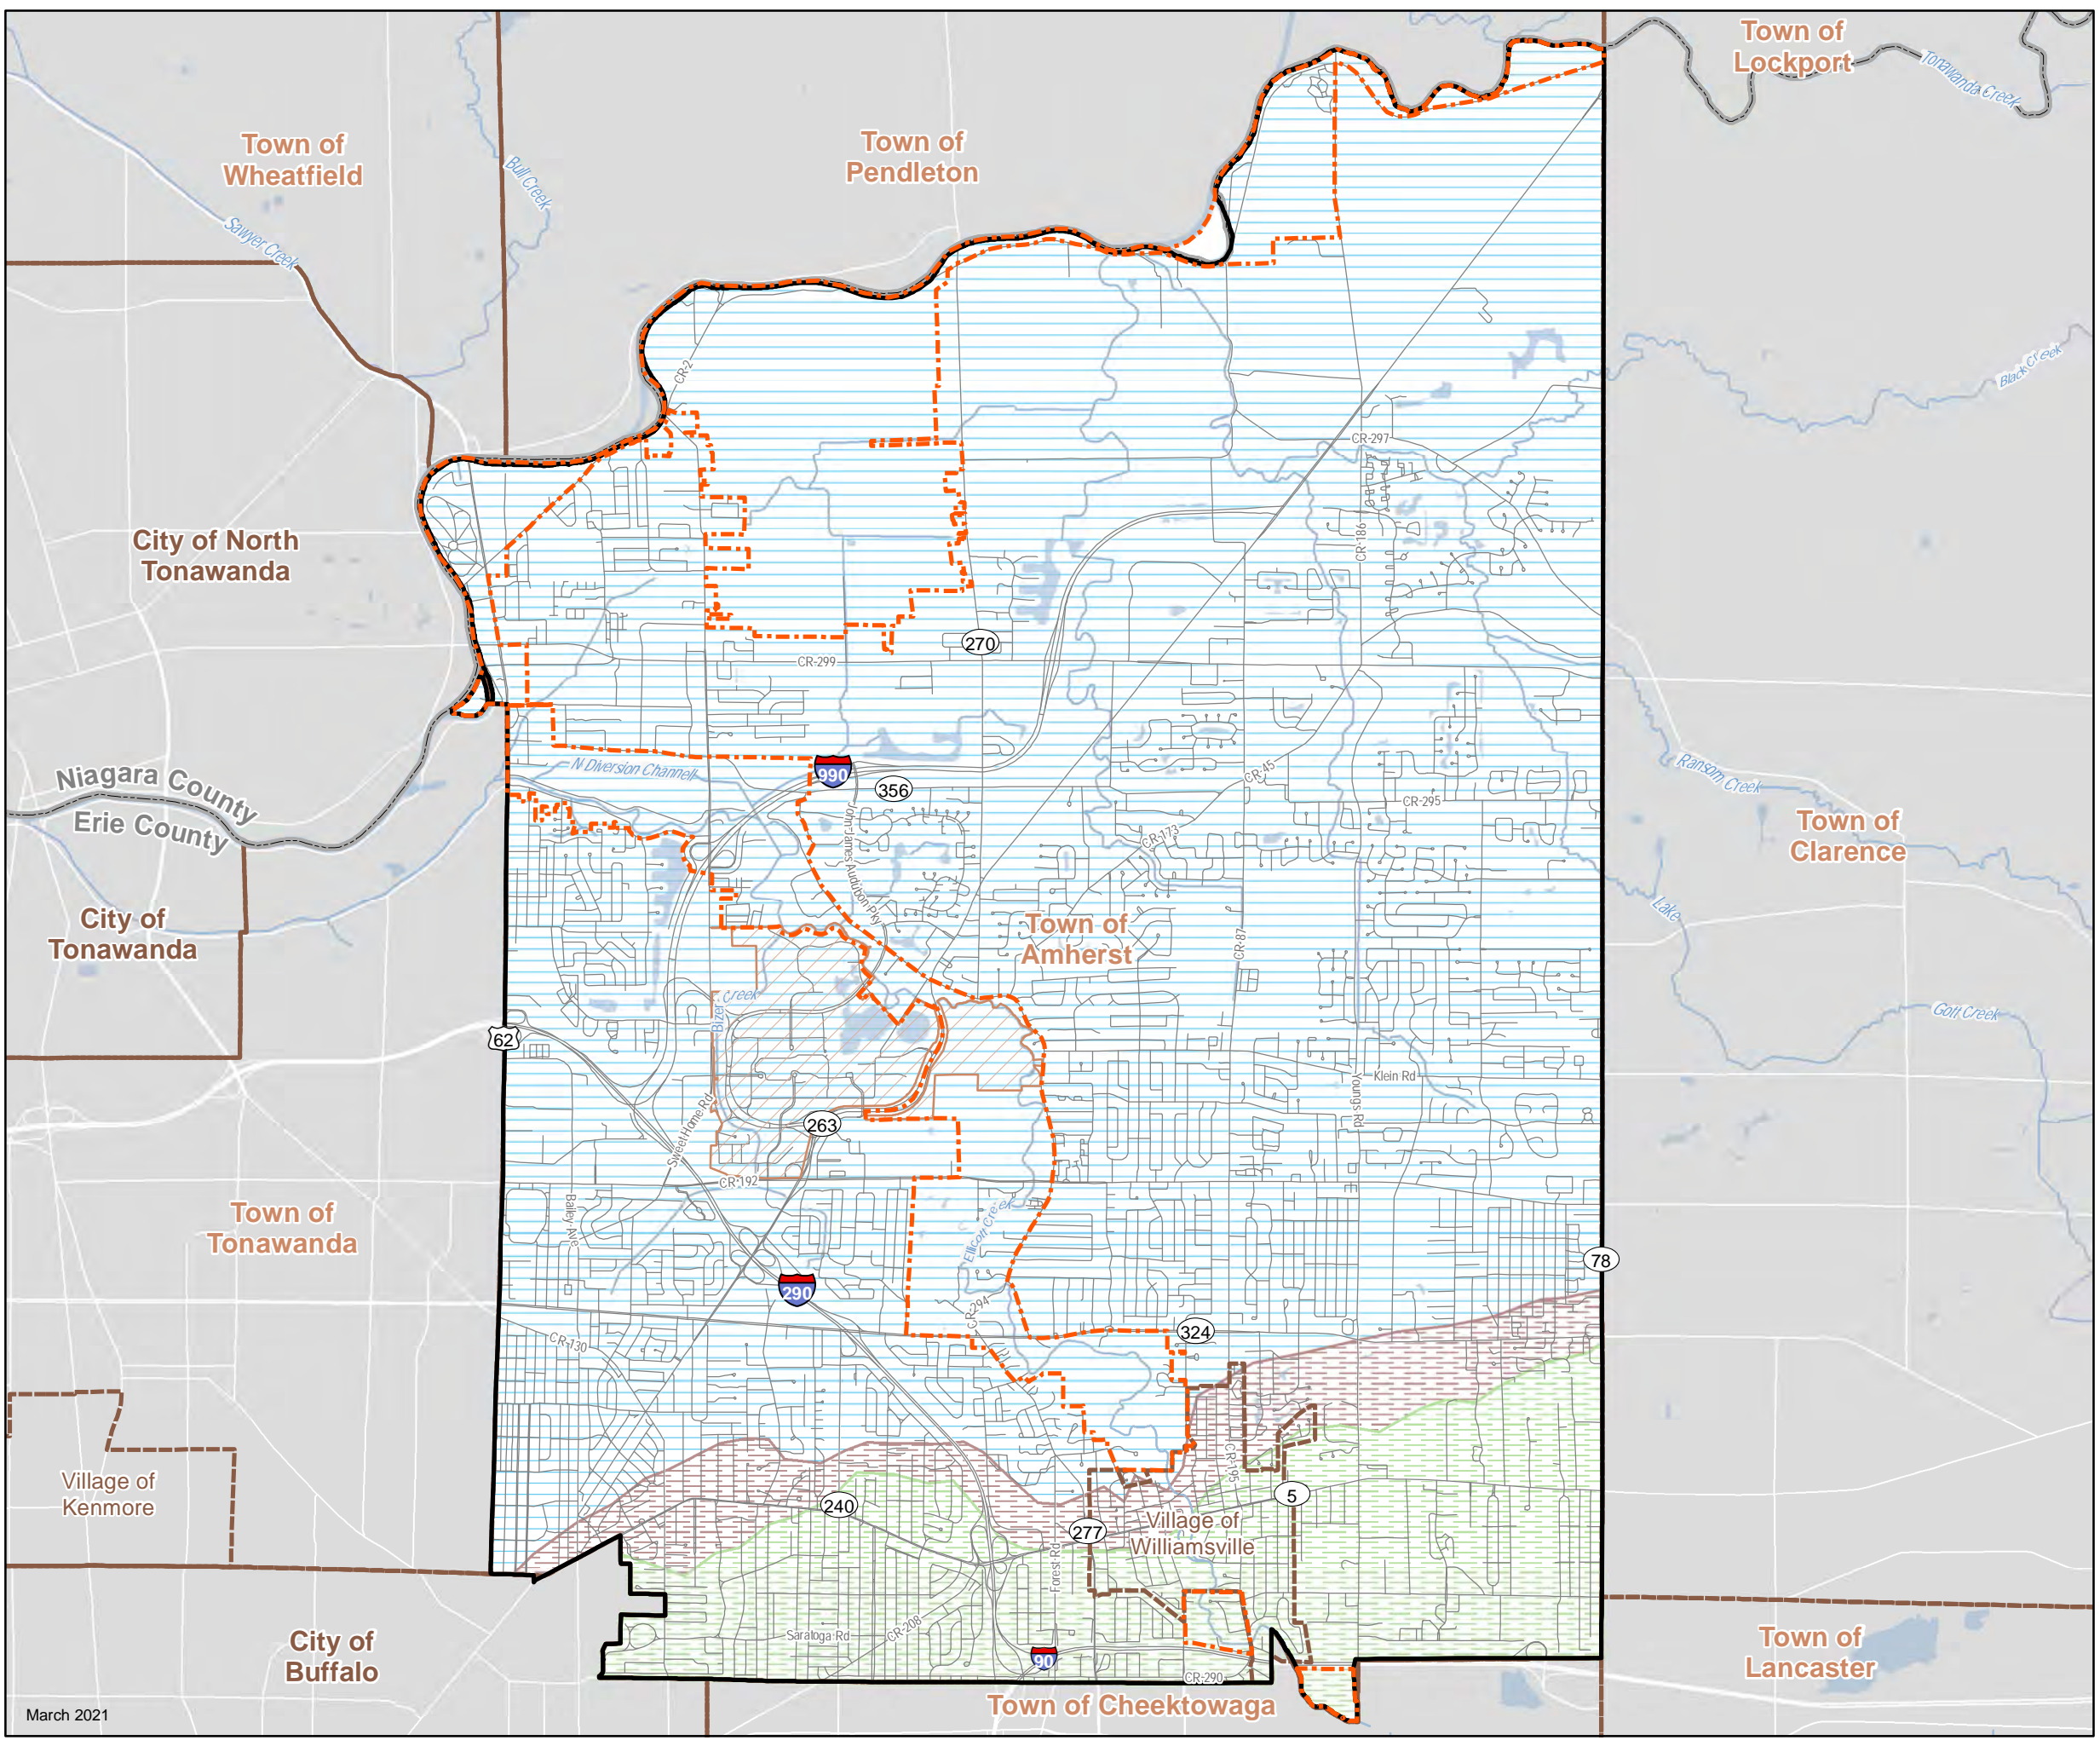 Town of
Lockport
Tonawanda Creek
Town of
Wheatfield
Town of
Pendleton
Bull Creek
Sawyer Creek
CR-2
Black Creek
CR-297
City of North
Tonawanda
CR-186
270
CR-299
Niagara County
Erie County
N Diversion Channell
990
356
CR-45
CR-295
Ransom Creek
John James Audubon Pky
CR-173
Town of
Clarence
City of
Tonawanda
Town of
Amherst
Lake
CR-87
Bizer
Creek
Gott Creek
62
Klein Rd
Youngs Rd
263
Sweet Home Rd
CR-192
Bailey Ave
Ellicott Creek
Town of
Tonawanda
78
290
CR-294
324
CR-130
CR-195
Village of
Kenmore
240
5
277
Village of
Williamsville
Forest Rd
Saratoga Rd
CR-208
City of
Buffalo
90
CR-290
Town of
Lancaster
Town of Cheektowaga
March 2021